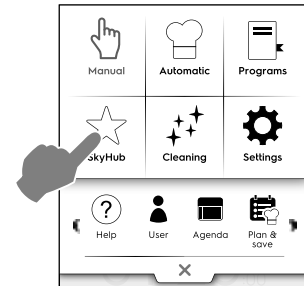 Manual Automatic Programs
SkyHub Cleaning Settings
? Help User Agenda Plan &
save